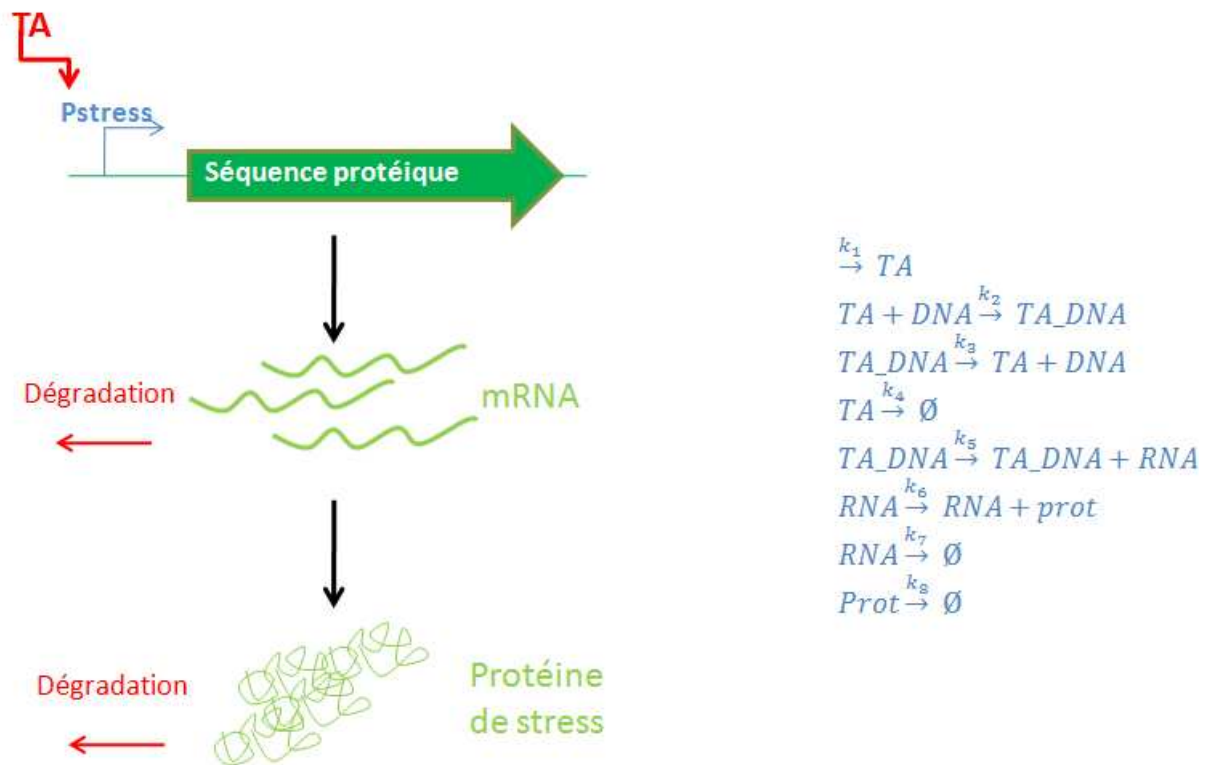 TA
Pstress
Séquence protéique
Dégradation
mRNA
Dégradation
Protéine
de stress
k₁
→ TA
TA + DNA k₂→ TA_DNA
TA_DNA k₃→ TA + DNA
TA k₄→ Ø
TA_DNA k₅→ TA_DNA + RNA
RNA k₆→ RNA + prot
RNA k₇→ Ø
Prot k₈→ Ø